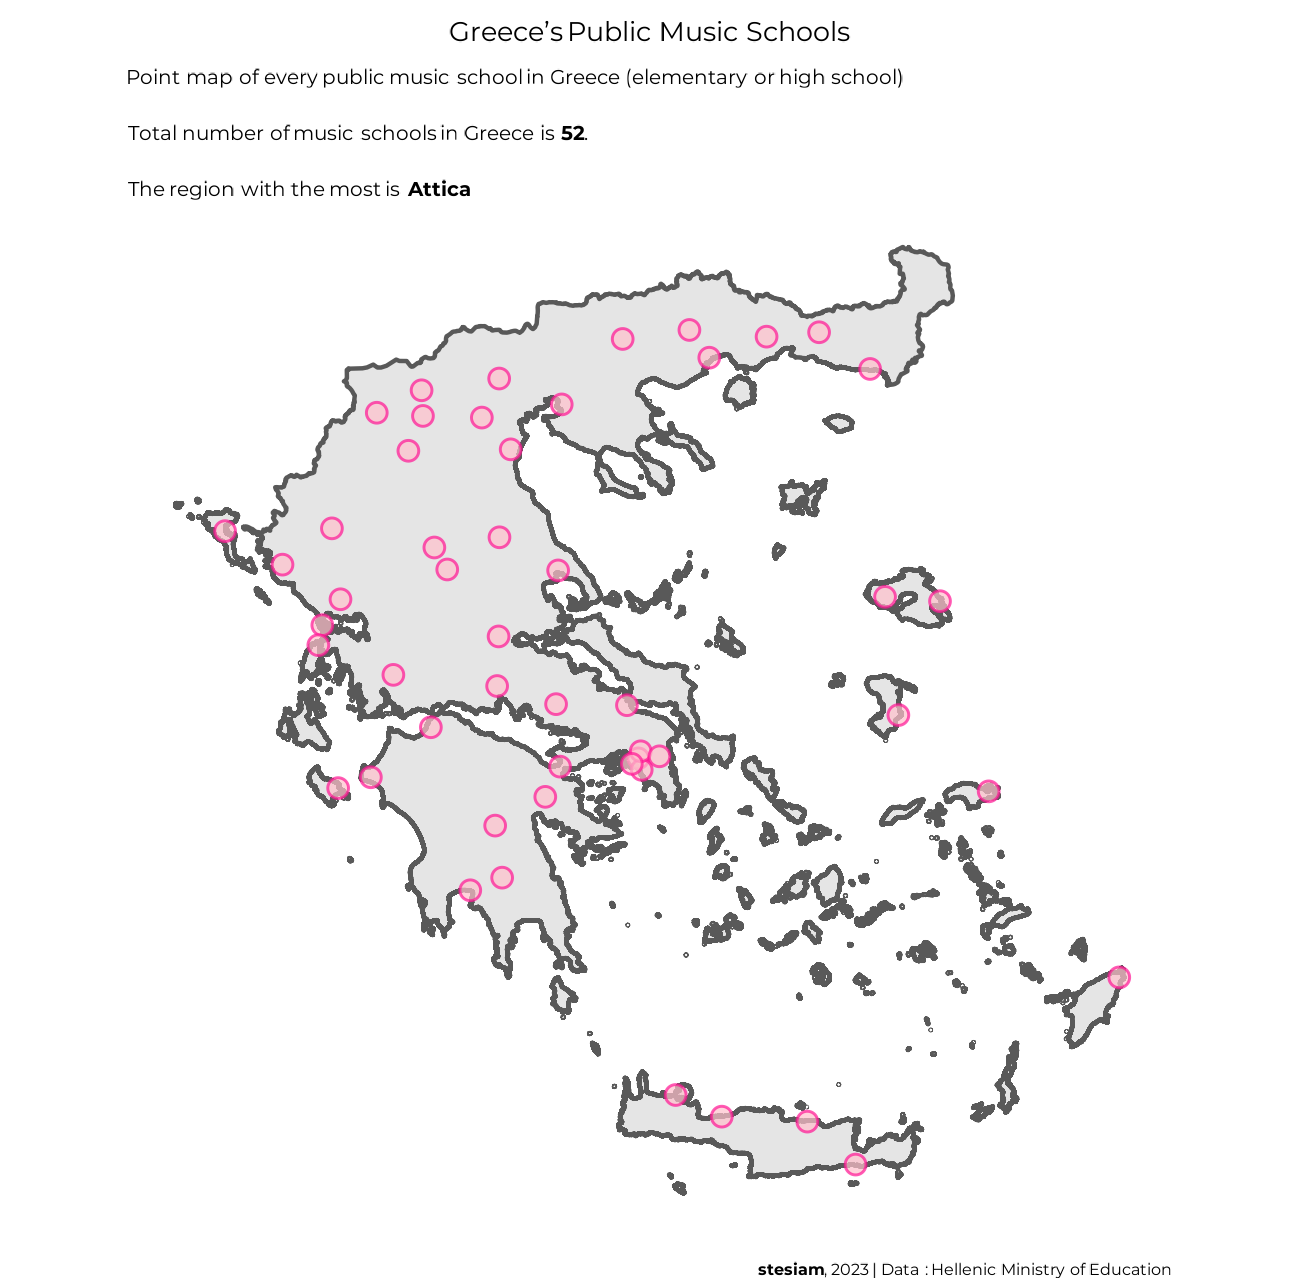 Greece's Public Music Schools
Point map of every public music school in Greece (elementary or high school)
Total number of music schools in Greece is 52.
The region with the most is Attica
stesiam, 2023 | Data : Hellenic Ministry of Education